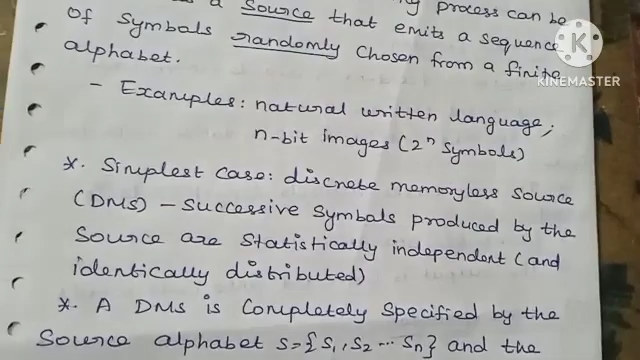 a source that emits a sequence
process can be
of symbols randomly chosen from a finite
alphabet.
- Examples: natural written language,
n-bit images (2ⁿ symbols)
*. Simplest case: discrete memoryless source
(DMS) - Successive symbols produced by the
source are statistically independent (and
identically distributed)
*. A DMS is completely specified by the
source alphabet s={s₁,s₂...sₙ} and the
KINEMASTER